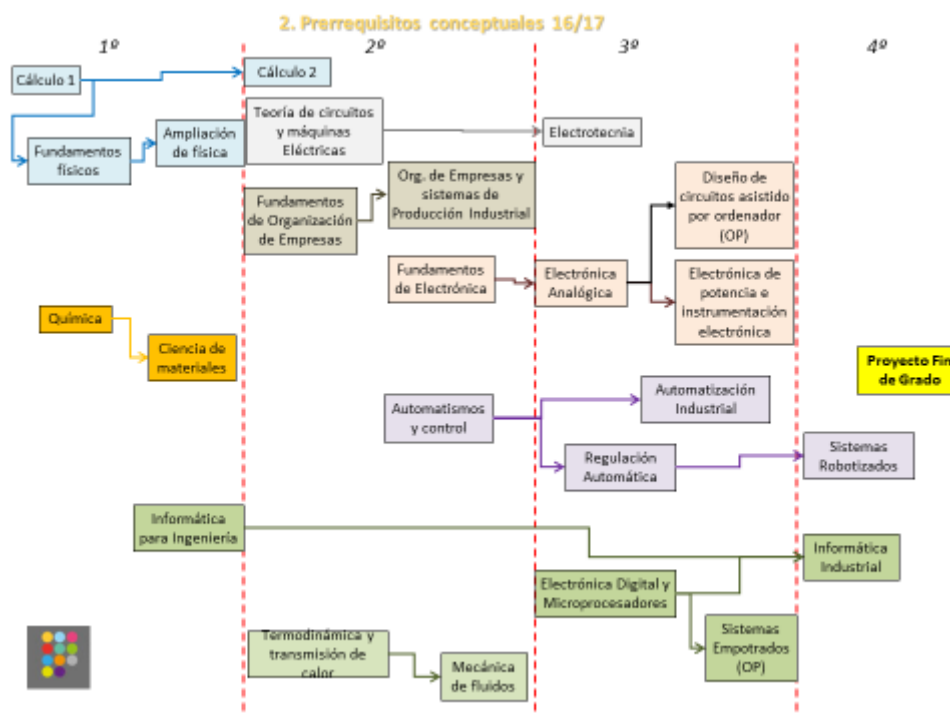 2. Prerrequisitos conceptuales 16/17
1º
2º
3º
4º
Cálculo 1
Cálculo 2
Teoría de circuitos
y máquinas
Eléctricas
Electrotecnia
Fundamentos
físicos
Ampliación
de física
Fundamentos
de Organización
de Empresas
Org. de Empresas y
sistemas de
Producción Industrial
Diseño de
circuitos asistido
por ordenador
(OP)
Fundamentos
de Electrónica
Electrónica
Analógica
Electrónica de
potencia e
instrumentación
electrónica
Química
Ciencia de
materiales
Proyecto Fin
de Grado
Automatismos
y control
Automatización
Industrial
Regulación
Automática
Sistemas
Robotizados
Informática
para Ingeniería
Informática
Industrial
Electrónica Digital y
Microprocesadores
Sistemas
Empotrados
(OP)
Termodinámica y
transmisión de
calor
Mecánica
de fluidos